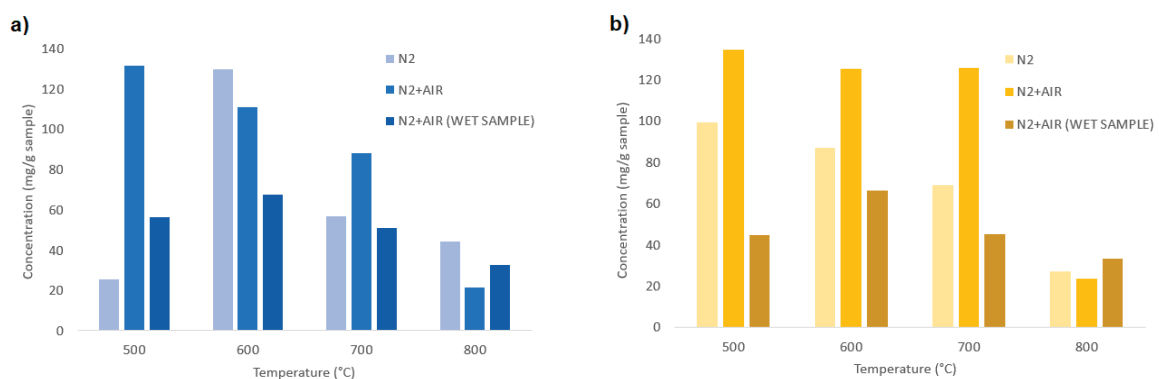 a)
Concentration (mg/g sample)
140
120
100
80
60
40
20
0
500 600 700 800
Temperature (°C)
N2
N2+AIR
N2+AIR (WET SAMPLE)
b)
Concentration (mg/g sample)
140
120
100
80
60
40
20
0
500 600 700 800
Temperature (°C)
N2
N2+AIR
N2+AIR (WET SAMPLE)